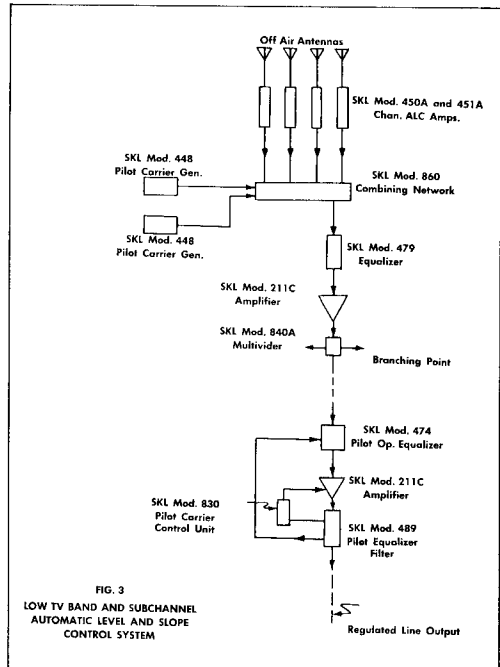 Off Air Antennas
SKL Mod. 450A and 451A
Chan. ALC Amps.
SKL Mod. 448
Pilot Carrier Gen.
SKL Mod. 860
Combining Network
SKL Mod. 448
Pilot Carrier Gen.
SKL Mod. 479
Equalizer
SKL Mod. 211C
Amplifier
SKL Mod. 840A
Multivider
Branching Point
SKL Mod. 474
Pilot Op. Equalizer
SKL Mod. 211C
Amplifier
SKL Mod. 830
Pilot Carrier
Control Unit
SKL Mod. 489
Pilot Equalizer
Filter
FIG. 3
LOW TV BAND AND SUBCHANNEL
AUTOMATIC LEVEL AND SLOPE
CONTROL SYSTEM
Regulated Line Output